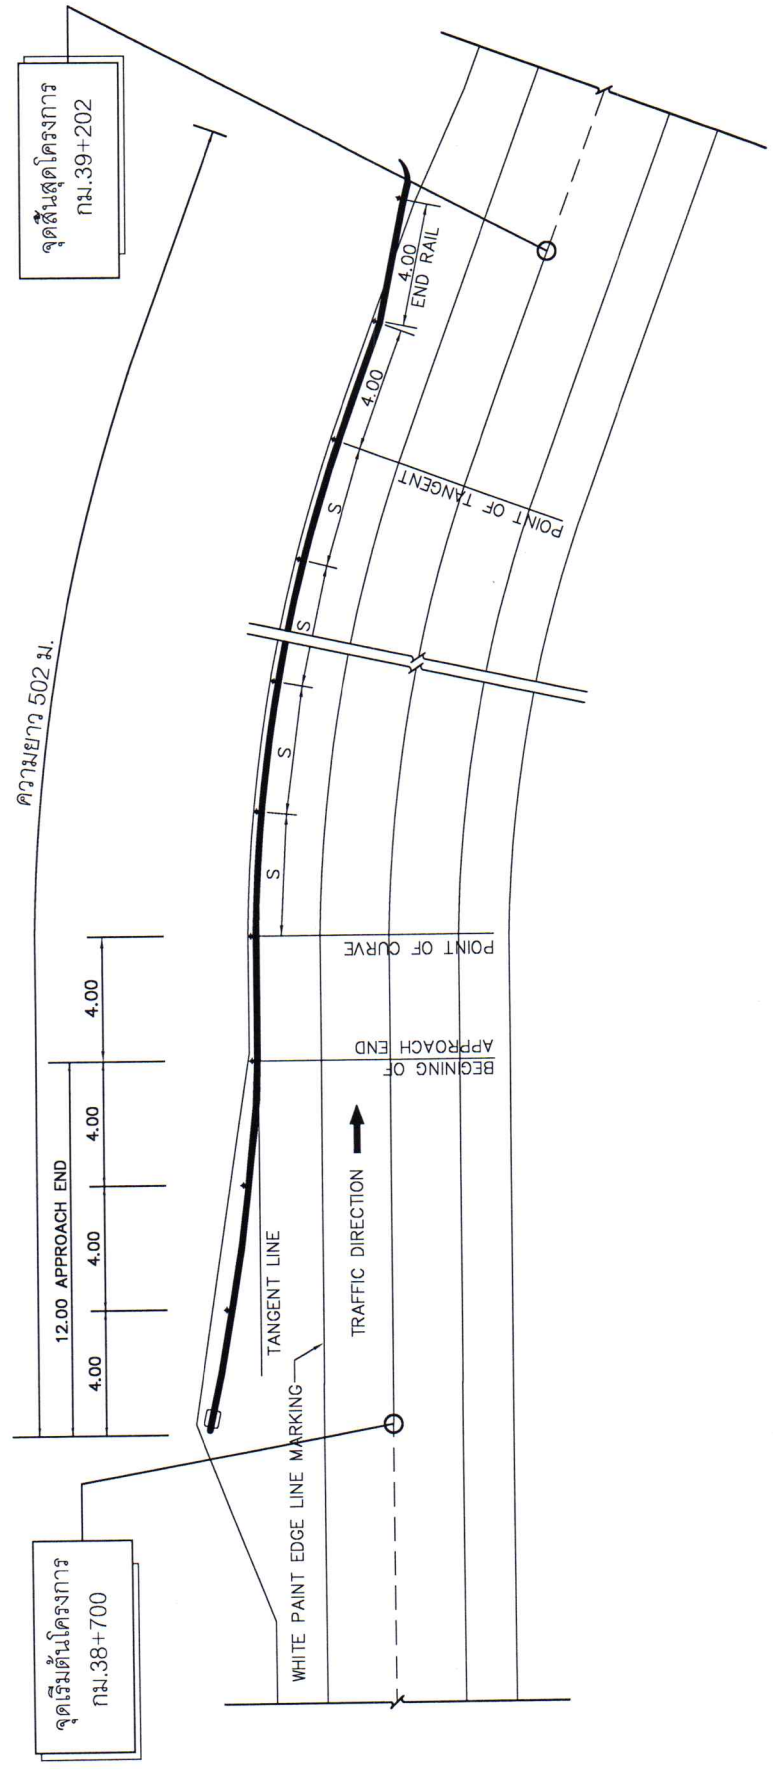 จุดเริ่มต้นโครงการ
กม.38+700
จุดสิ้นสุดโครงการ
กม.39+202
ความยาว 502 ม.
12.00 APPROACH END
4.00
4.00
4.00
4.00
TANGENT LINE
WHITE PAINT EDGE LINE MARKING
TRAFFIC DIRECTION
BEGINING OF
APPROACH END
POINT OF CURVE
S
S
S
S
POINT OF TANGENT
4.00
4.00
END RAIL